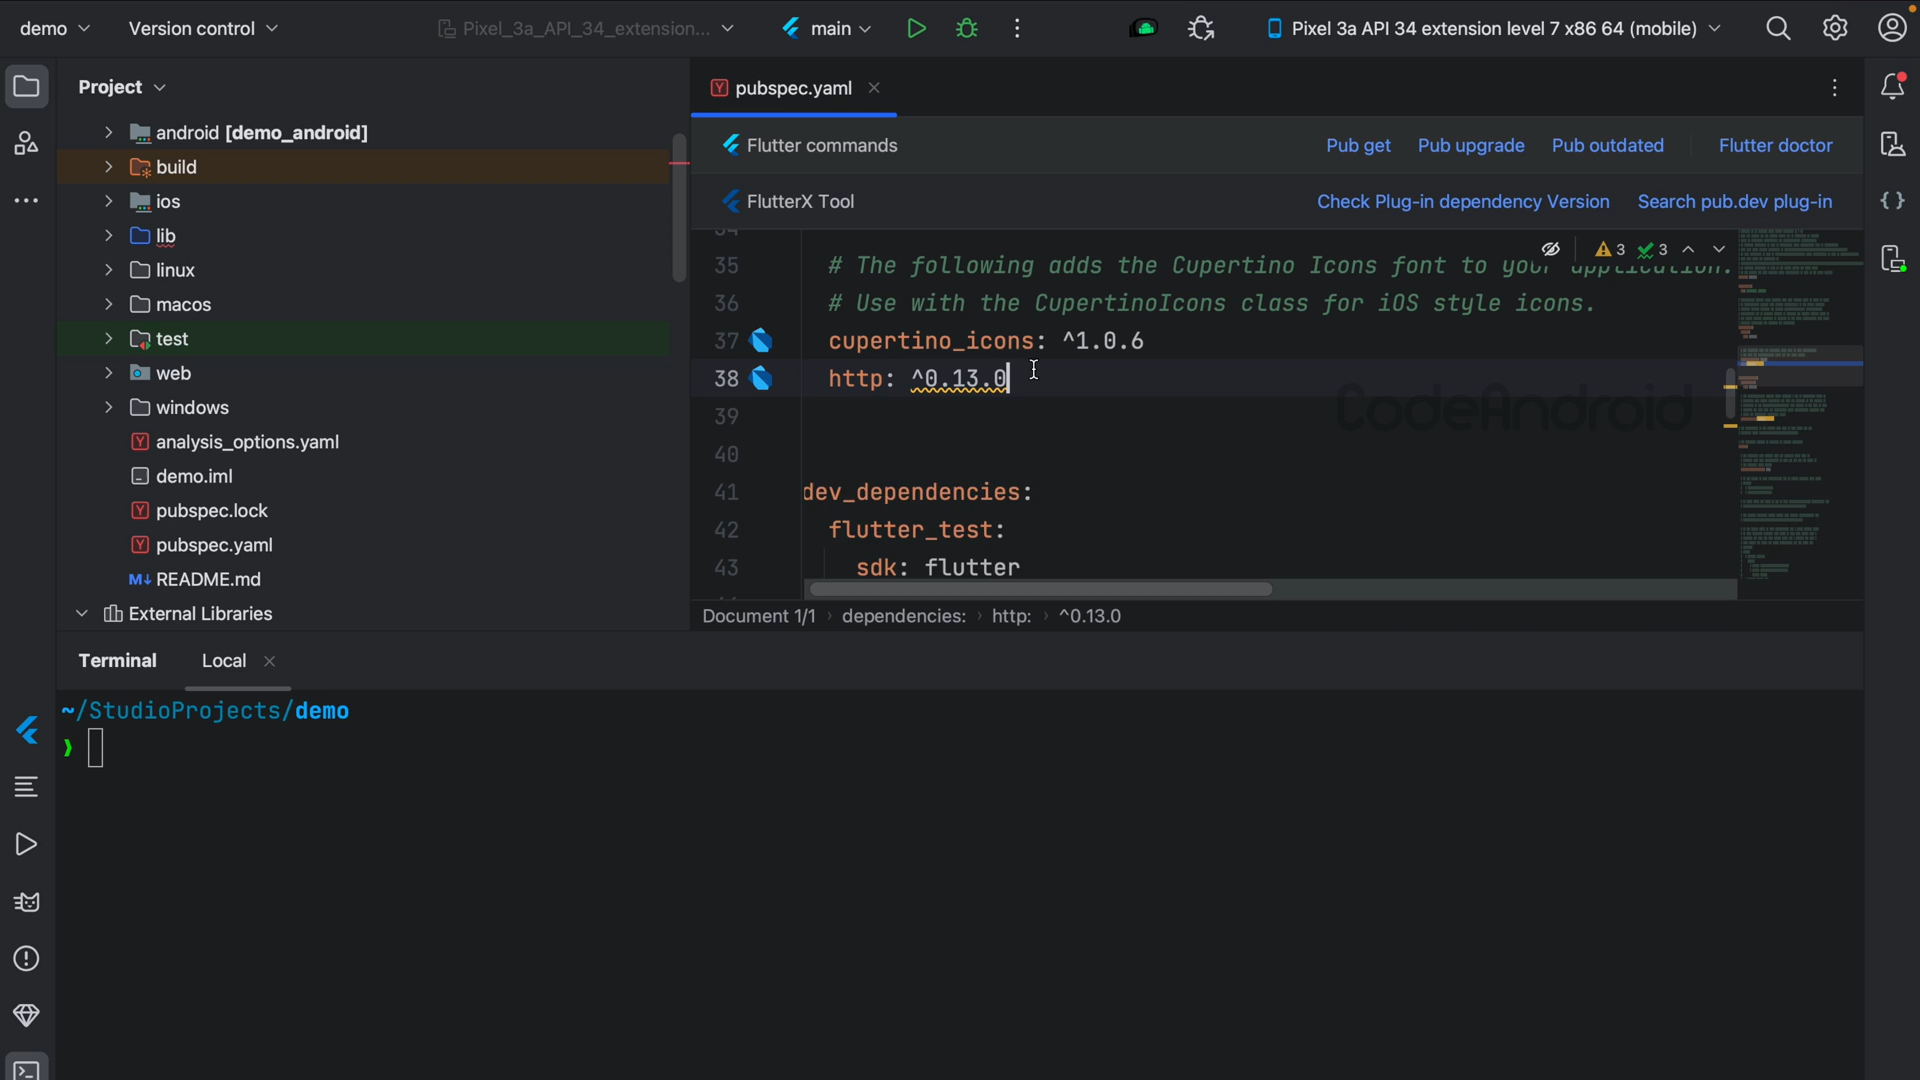 demo
Version control
Pixel_3a_API_34_extension...
main
Pixel 3a API 34 extension level 7 x86 64 (mobile)
Project
android [demo_android]
build
ios
lib
linux
macos
test
web
windows
analysis_options.yaml
demo.iml
pubspec.lock
pubspec.yaml
M↓ README.md
External Libraries
pubspec.yaml
Flutter commands
Pub get
Pub upgrade
Pub outdated
Flutter doctor
FlutterX Tool
Check Plug-in dependency Version
Search pub.dev plug-in
3 3
34
35 # The following adds the Cupertino Icons font to your application.
36 # Use with the CupertinoIcons class for iOS style icons.
37 cupertino_icons: ^1.0.6
38 http: ^0.13.0
39
40
41 dev_dependencies:
42 flutter_test:
43 sdk: flutter
CodeAndroid
Document 1/1 › dependencies: › http: › ^0.13.0
Terminal
Local
~/StudioProjects/demo
❯